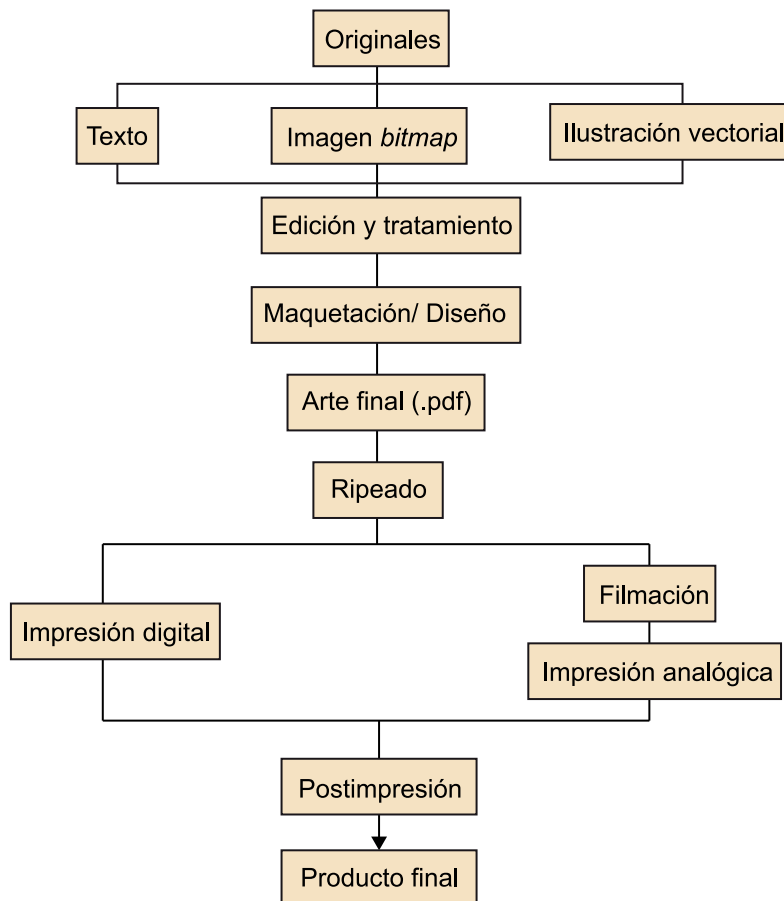 Originales
Texto
Imagen bitmap
Ilustración vectorial
Edición y tratamiento
Maquetación/ Diseño
Arte final (.pdf)
Ripeado
Impresión digital
Filmación
Impresión analógica
Postimpresión
Producto final